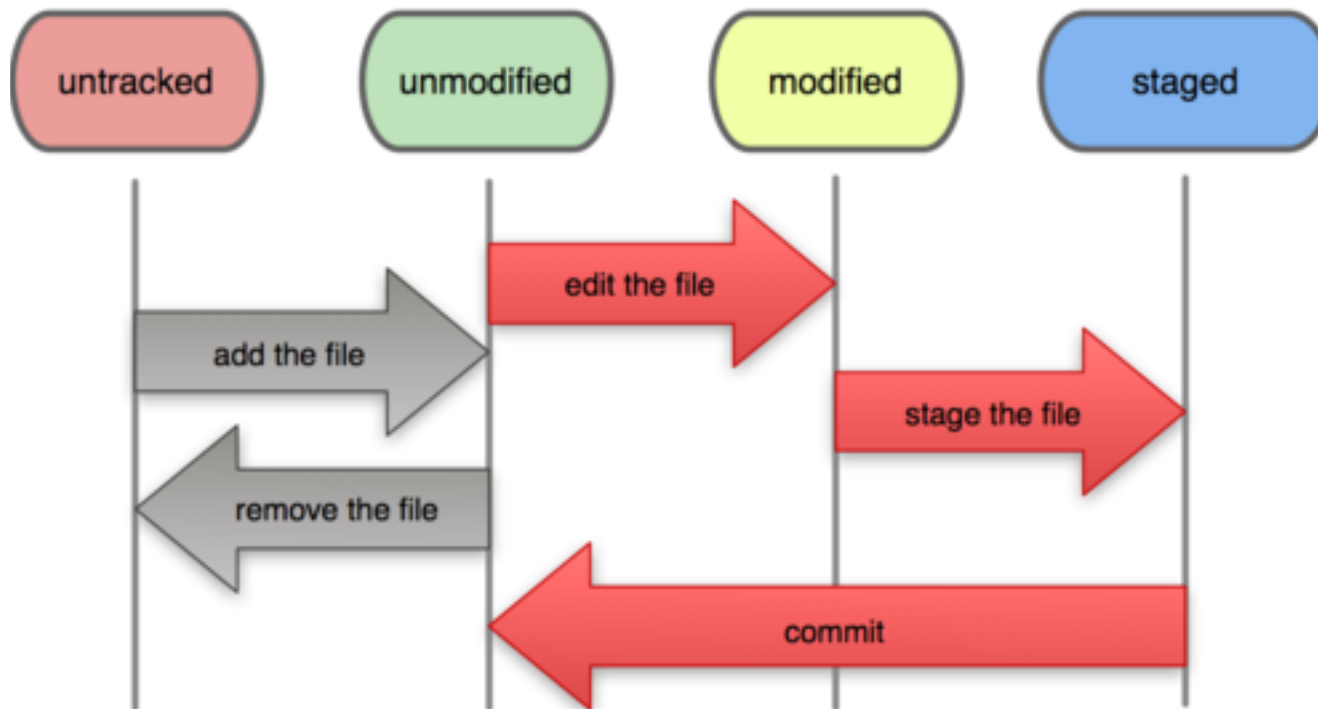 untracked
unmodified
modified
staged
edit the file
add the file
stage the file
remove the file
commit